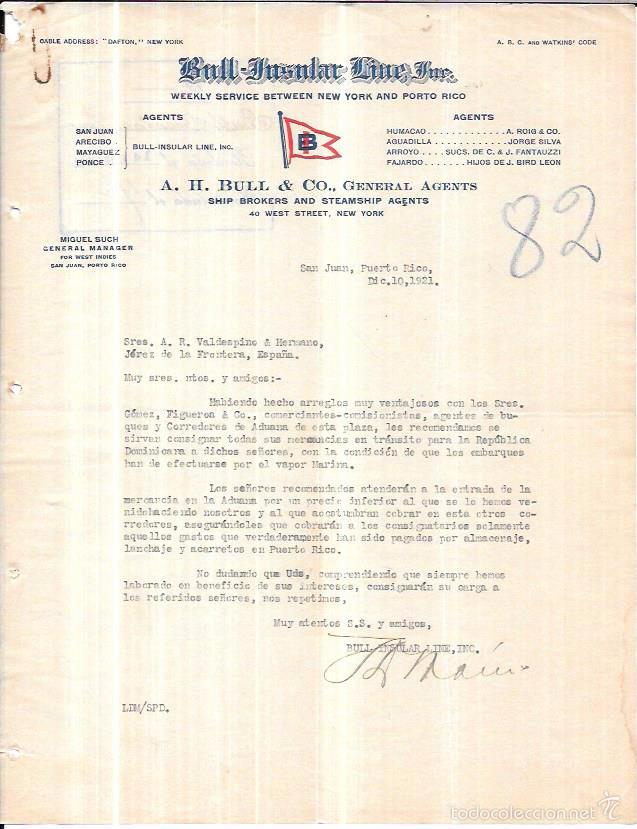 CABLE ADDRESS: "DAFTON," NEW YORK
A. B. C. AND WATKINS' CODE
Bull-Insular Line, Inc.
WEEKLY SERVICE BETWEEN NEW YORK AND PORTO RICO
AGENTS
SAN JUAN
ARECIBO
MAYAGUEZ
PONCE
BULL-INSULAR LINE, INC.
B
AGENTS
HUMACAO . . . . . . . . . . . . A. ROIG & CO.
AGUADILLA . . . . . . . . . . . JORGE SILVA
ARROYO . . . . SUCS. DE C. & J. FANTAUZZI
FAJARDO . . . . . . . HIJOS DE J. BIRD LEON
A. H. BULL & CO., GENERAL AGENTS
SHIP BROKERS AND STEAMSHIP AGENTS
40 WEST STREET, NEW YORK
82
MIGUEL SUCH
GENERAL MANAGER
FOR WEST INDIES
SAN JUAN, PORTO RICO
San Juan, Puerto Rico,
Dic.10,1921.
Sres. A. R. Valdespino & Hermano,
Jérez de la Frontera, España.
Muy sres. ntos. y amigos:-
Habiendo hecho arreglos muy ventajosos con los Sres.
Gómez, Figueroa & Co., comerciantes-comisionistas, agentes de bu-
ques y Corredores de Aduana de esta plaza, les recomendamos se
sirvan consignar todas sus mercancias en tránsito para la República
Dominicana a dichos señores, con la condición de que los embarques
han de efectuarse por el vapor Marina.
Los señores recomendados atenderán a la entrada de la
mercancia en la Aduana por un precio inferior al que se lo hemos ve-
nidohaciendo nosotros y al que acostumbran cobrar en esta otros co-
rredores, asegurándoles que cobrarán a los consignatarios solamente
aquellos gastos que verdaderamente han sido pagados por almacenaje,
lanchaje y acarretos en Puerto Rico.
No dudando que Uds, comprendiendo que siempre hemos
laborado en beneficio de sus intereses, consignarán su carga a
los referidos señores, nos repetimos,
Muy atentos S.S. y amigos,
BULL-INSULAR LINE, INC.
LDM/SPD.
todocoleccion.net